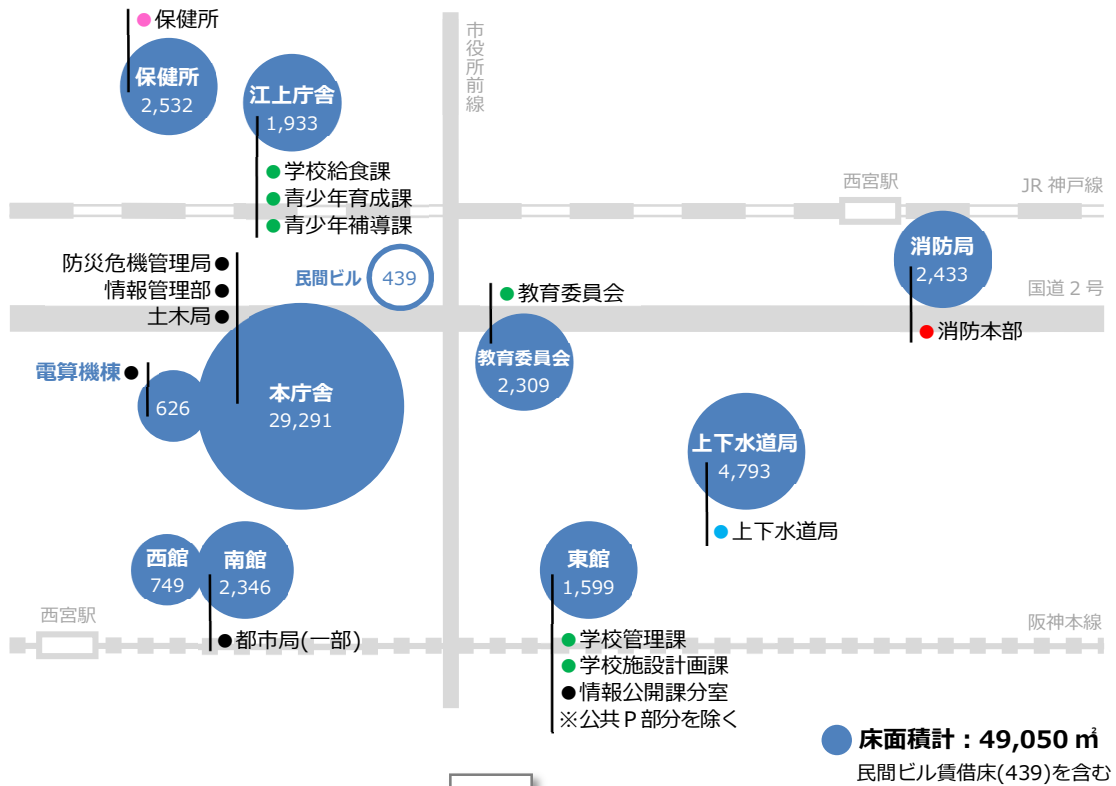 ●保健所
保健所
2,532
江上庁舎
1,933
●学校給食課
●青少年育成課
●青少年補導課
市役所前線
西宮駅
JR 神戸線
消防局
2,433
国道 2 号
●消防本部
防災危機管理局●
情報管理部●
土木局●
民間ビル
439
●教育委員会
教育委員会
2,309
電算機棟●
626
本庁舎
29,291
上下水道局
4,793
●上下水道局
西館
749
南館
2,346
●都市局(一部)
東館
1,599
●学校管理課
●学校施設計画課
●情報公開課分室
※公共 P 部分を除く
西宮駅
阪神本線
●床面積計：49,050 ㎡
民間ビル賃借床(439)を含む